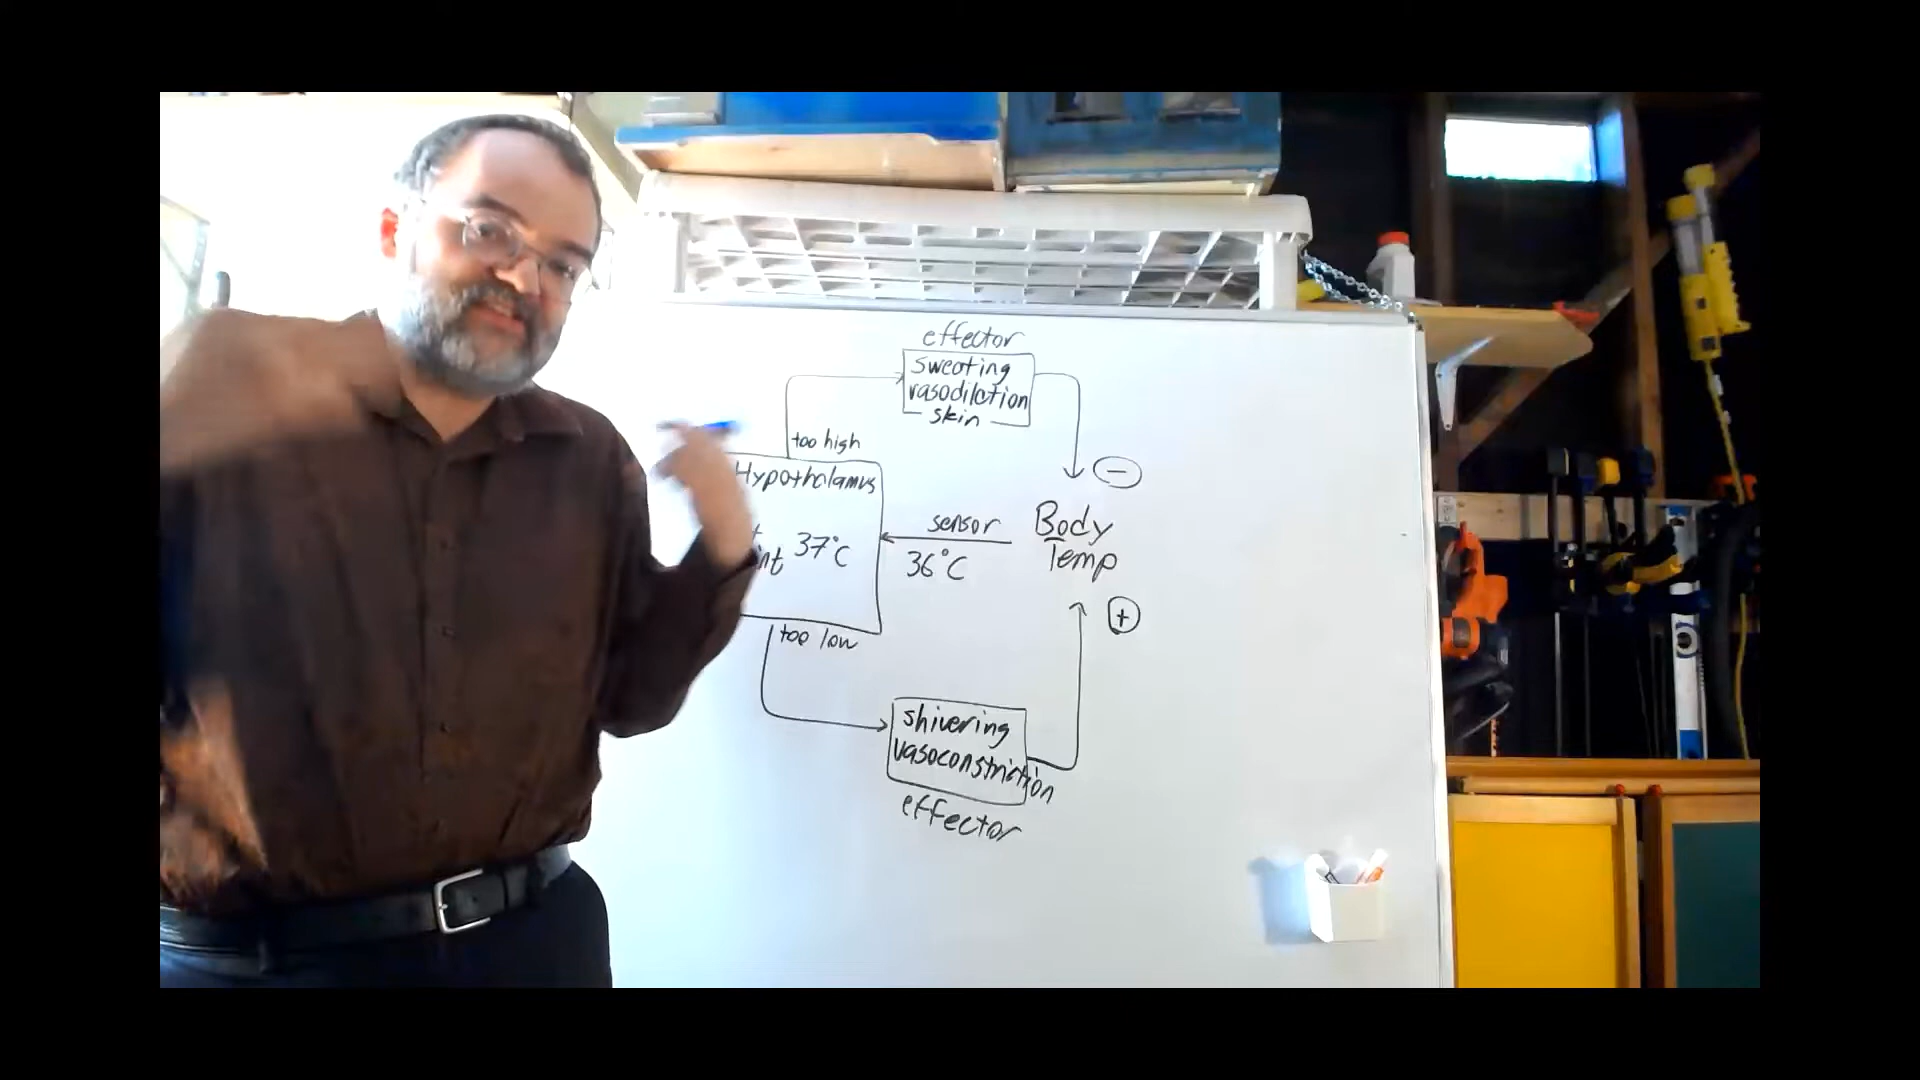 effector
sweating
vasodilation
skin
too high
−
Hypothalamus
37°C
sensor
36°C
Body
Temp
+
too low
shivering
vasoconstriction
effector